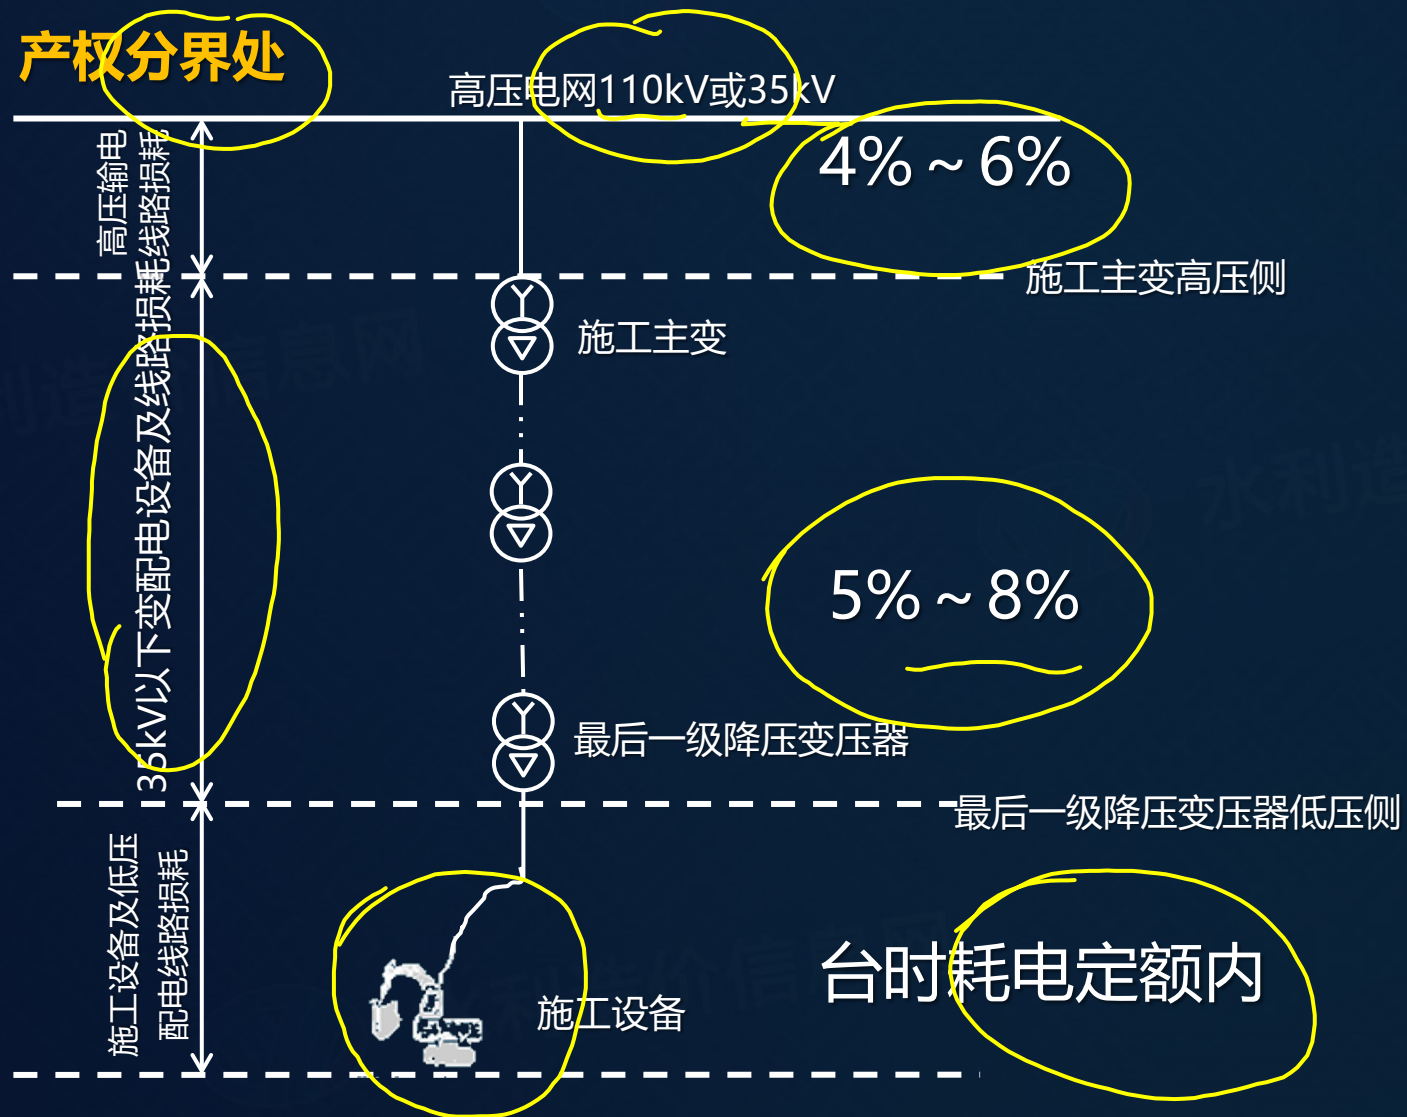 产权分界处
高压电网110kV或35kV
4%~6%
高压输电
线路损耗
施工主变高压侧
施工主变
35kV以下变配电设备及线路损耗
5%~8%
最后一级降压变压器
最后一级降压变压器低压侧
施工设备及低压
配电线路损耗
台时耗电定额内
施工设备